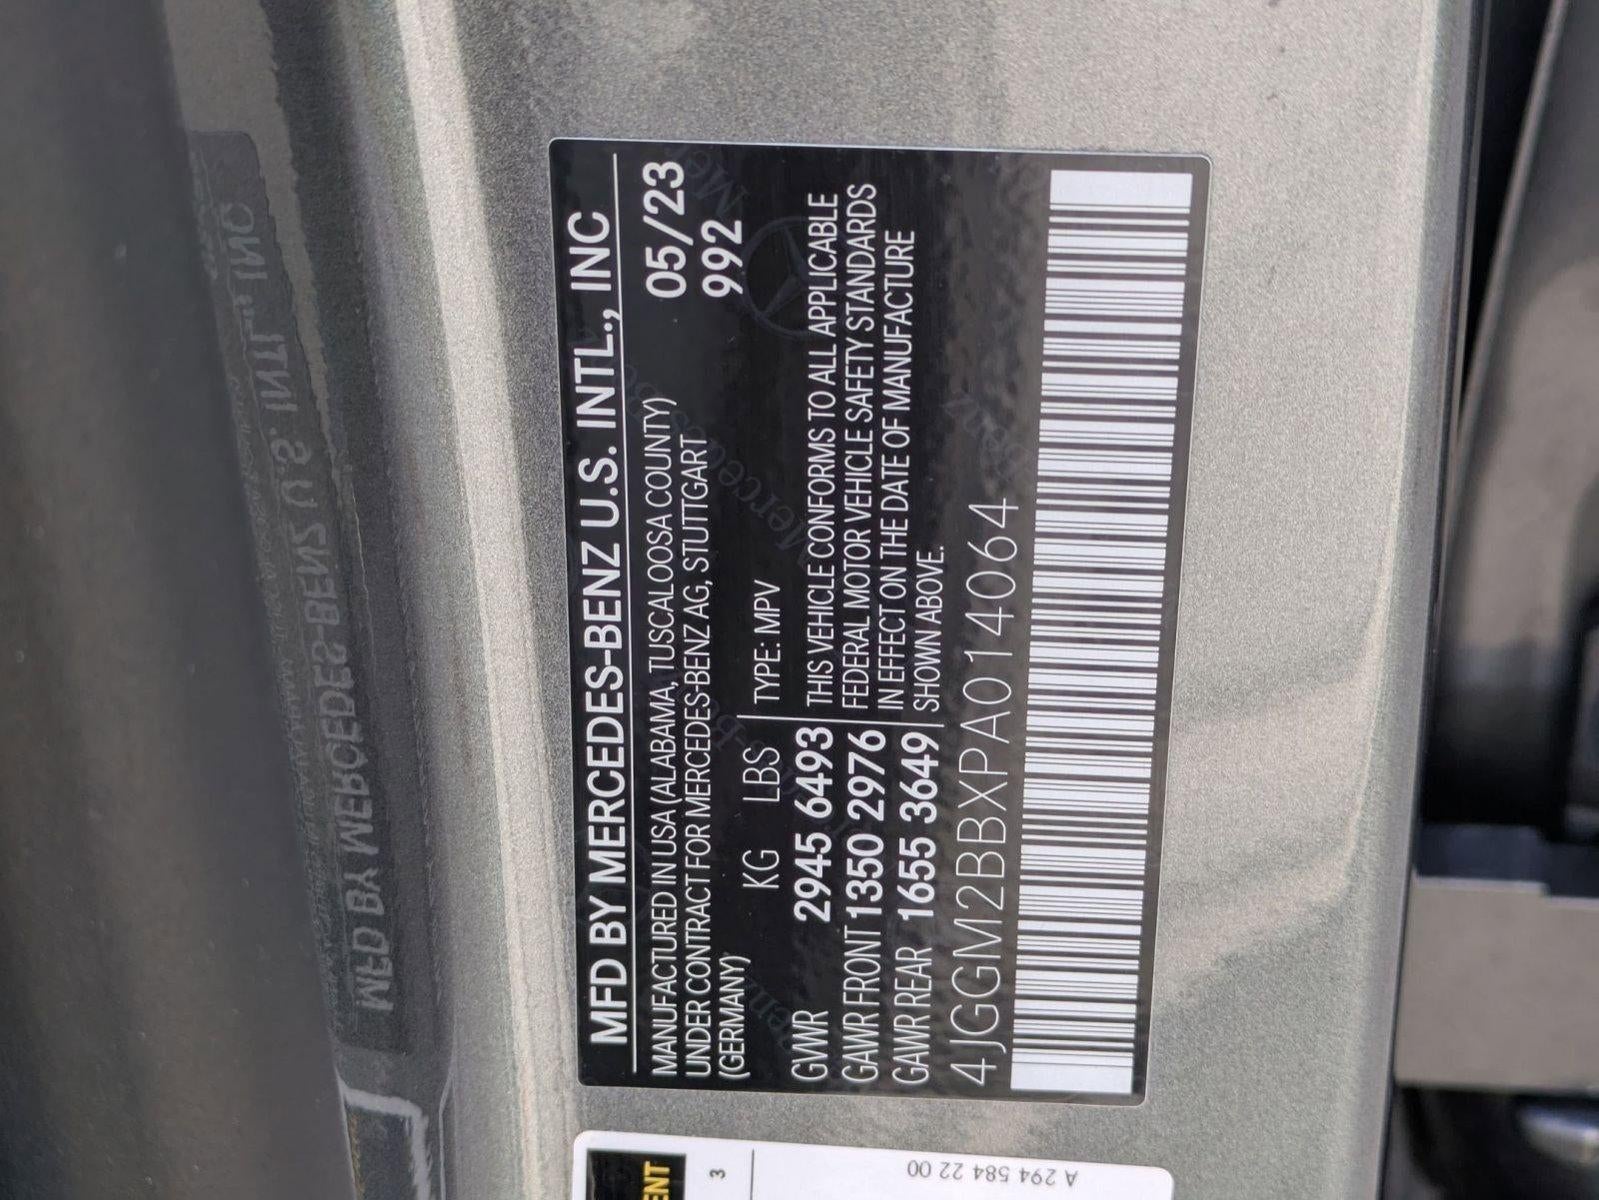 MFD BY MERCEDES-BENZ U.S. INTL., INC
MANUFACTURED IN USA (ALABAMA, TUSCALOOSA COUNTY) 05/23
UNDER CONTRACT FOR MERCEDES-BENZ AG, STUTTGART 992
(GERMANY)
KG LBS TYPE: MPV
GVWR 2945 6493
GAWR FRONT 1350 2976
GAWR REAR 1655 3649
THIS VEHICLE CONFORMS TO ALL APPLICABLE
FEDERAL MOTOR VEHICLE SAFETY STANDARDS
IN EFFECT ON THE DATE OF MANUFACTURE
SHOWN ABOVE.
4JGGM2BBXPA014064
ENT
3
A 294 584 22 00